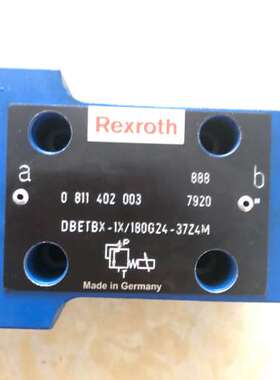 Rexroth
a
888
b
0 811 402 003
7920
DBETBX-1X/180G24-37Z4M
P
Made in Germany